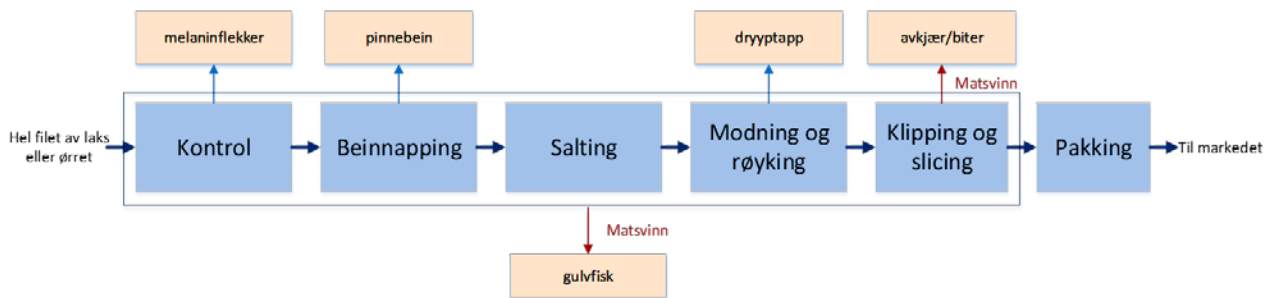 melaninflekker
pinnebein
dryyptapp
avkjær/biter
Matsvinn
Hel filet av laks
eller ørret
Kontrol
Beinnapping
Salting
Modning og
røyking
Klipping og
slicing
Pakking
Til markedet
Matsvinn
gulvfisk